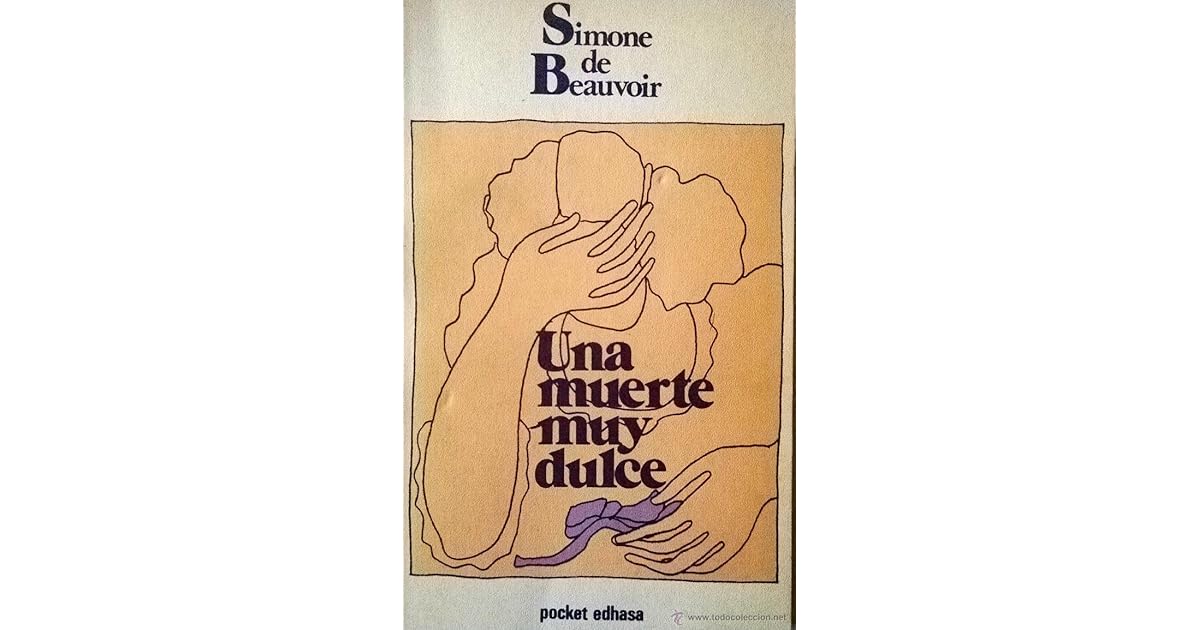 Simone
de
Beauvoir
Una
muerte
muy
dulce
pocket edhasa
www.todocoleccion.net